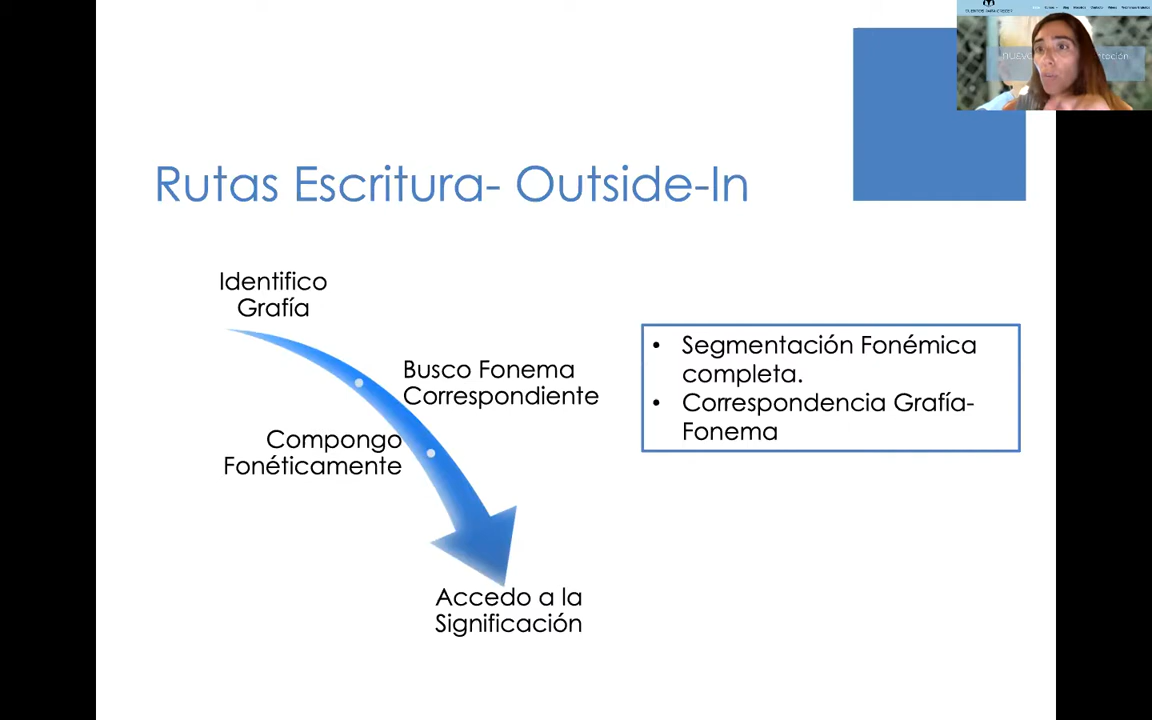 Rutas Escritura- Outside-In
Identifico
Grafía
Busco Fonema
Correspondiente
Compongo
Fonéticamente
Accedo a la
Significación
• Segmentación Fonémica
completa.
• Correspondencia Grafía-
Fonema